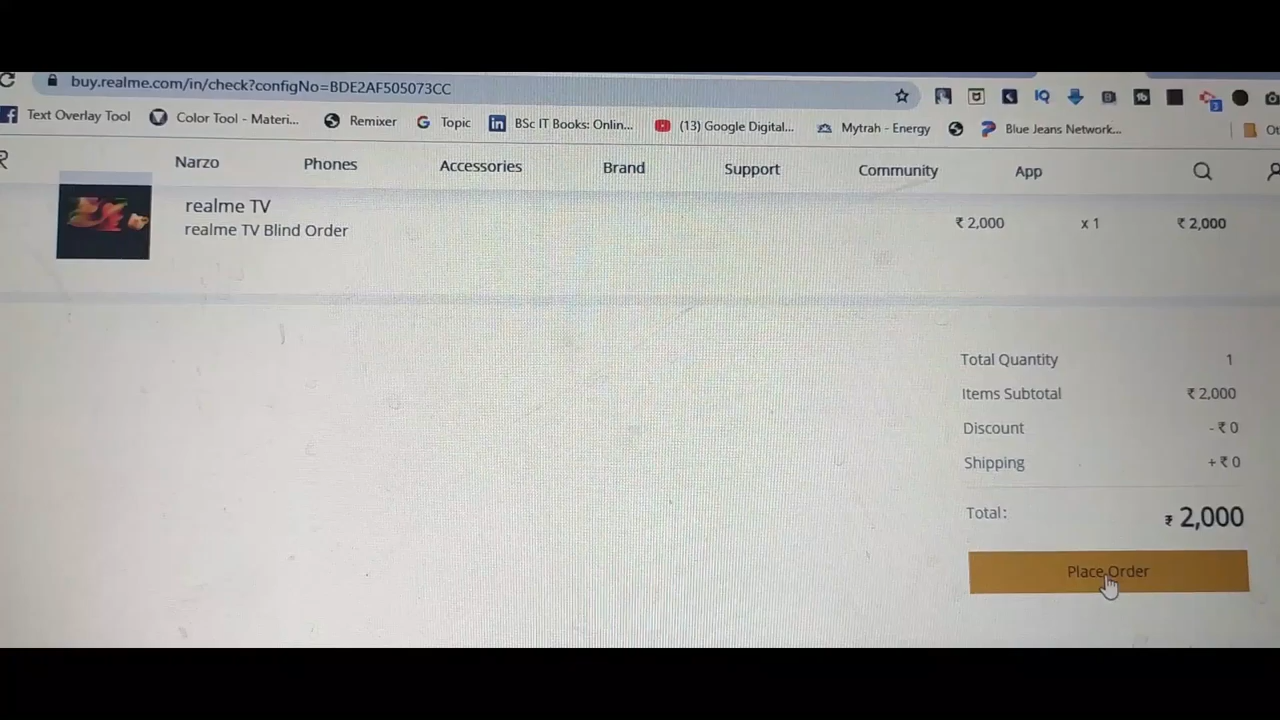 buy.realme.com/in/check?configNo=BDE2AF505073CC
Text Overlay Tool Color Tool - Materi... Remixer Topic BSc IT Books: Onlin... (13) Google Digital... Mytrah - Energy Blue Jeans Network... Ot
Narzo Phones Accessories Brand Support Community App
realme TV
realme TV Blind Order ₹ 2,000 x 1 ₹ 2,000
Total Quantity 1
Items Subtotal ₹ 2,000
Discount -₹ 0
Shipping +₹ 0
Total: ₹ 2,000
Place Order